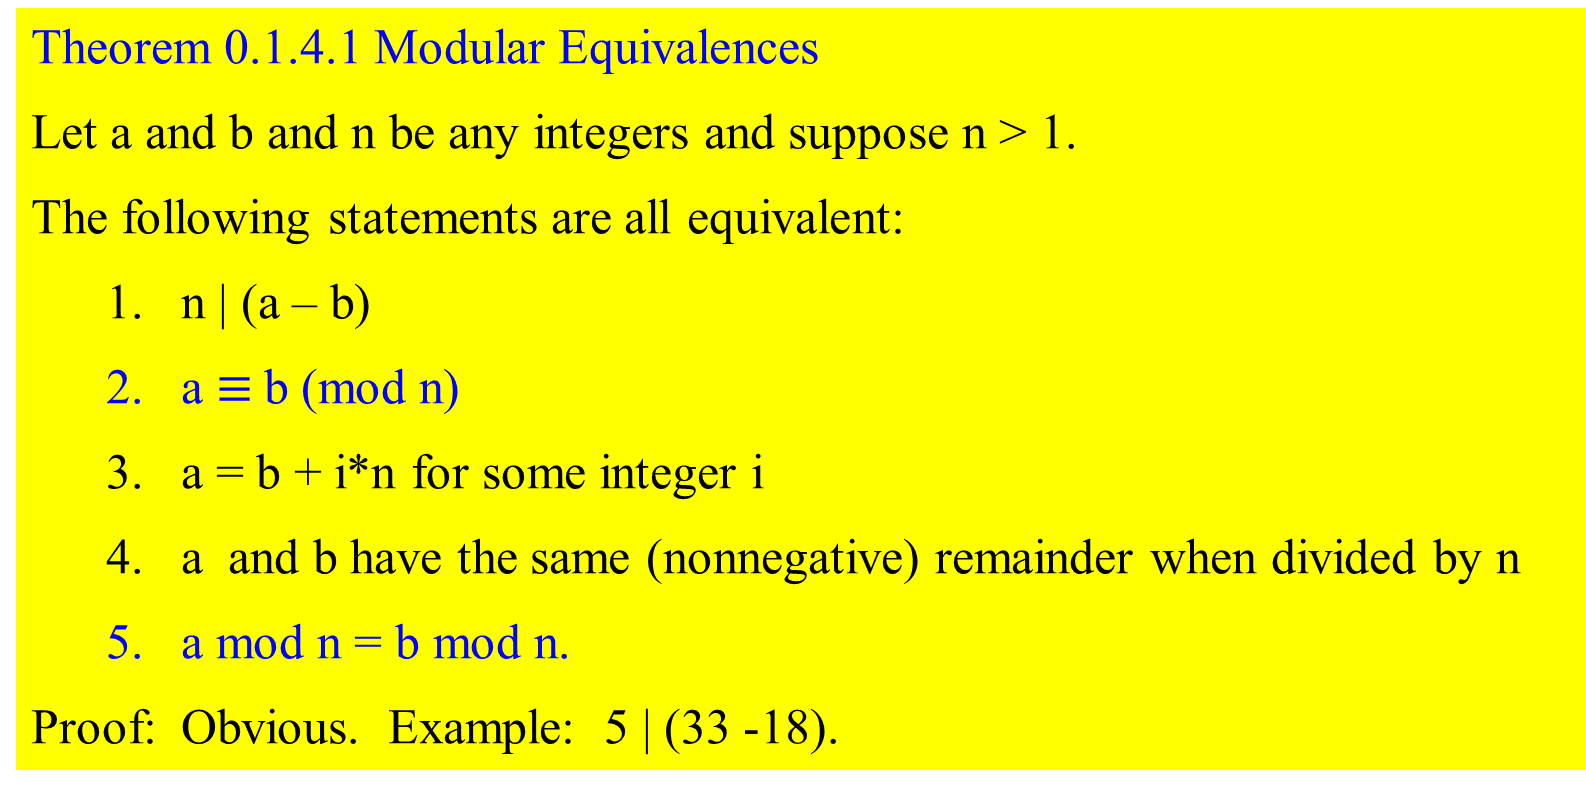 Theorem 0.1.4.1 Modular Equivalences
Let a and b and n be any integers and suppose n > 1.
The following statements are all equivalent:
1. n | (a – b)
2. a ≡ b (mod n)
3. a = b + i*n for some integer i
4. a and b have the same (nonnegative) remainder when divided by n
5. a mod n = b mod n.
Proof: Obvious. Example: 5 | (33 -18).